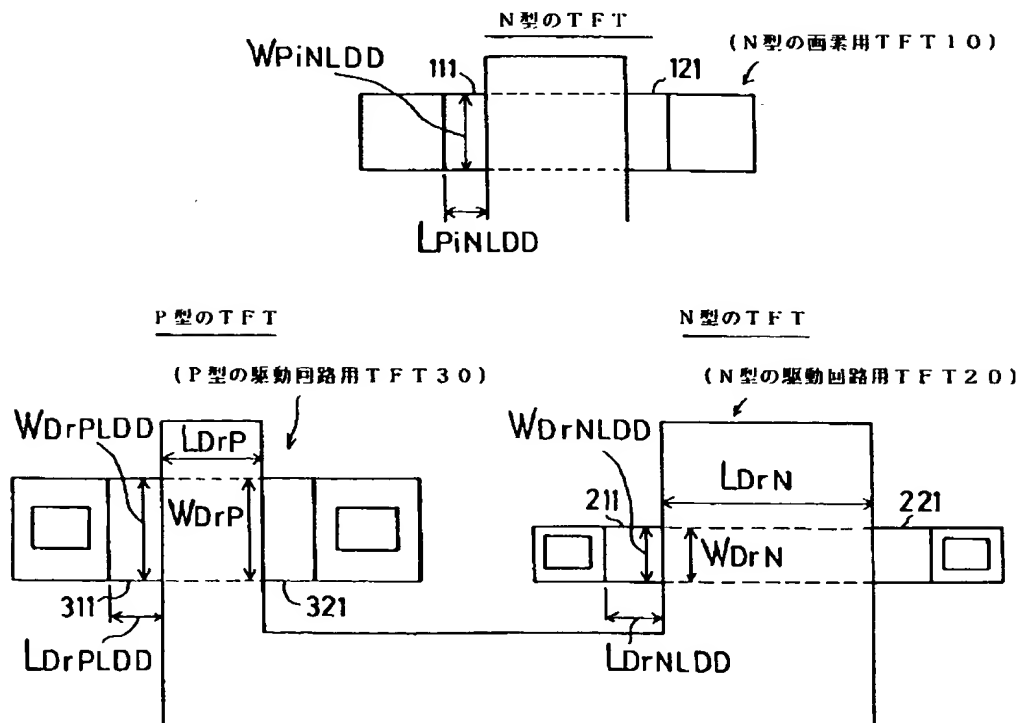 N型のTFT
(N型の画素用TFT10)
WPiNLDD
111
121
LPiNLDD
P型のTFT
N型のTFT
(P型の駆動回路用TFT30)
(N型の駆動回路用TFT20)
WDrPLDD
LDrP
WDrNLDD
LDrN
WDrP
211
221
WDrN
311
321
LDrPLDD
LDrNLDD